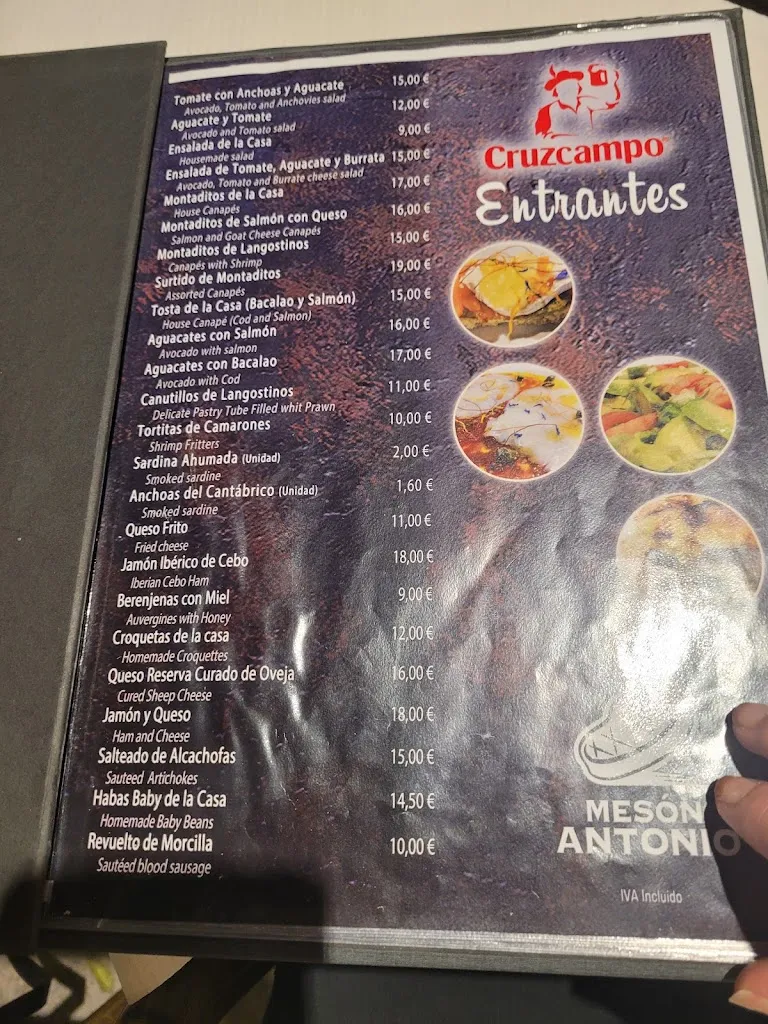 Tomate con Anchoas y Aguacate 15,00 €
Avocado, Tomato and Anchovies salad
Aguacate y Tomate 12,00 €
Avocado and Tomato salad
Ensalada de la Casa 9,00 €
Housemade salad
Ensalada de Tomate, Aguacate y Burrata 15,00 €
Avocado, Tomato and Burrate cheese salad
Montaditos de la Casa 17,00 €
House Canapés
Montaditos de Salmón con Queso 16,00 €
Salmon and Goat Cheese Canapés
Montaditos de Langostinos 15,00 €
Canapés with Shrimp
Surtido de Montaditos 19,00 €
Assorted Canapés
Tosta de la Casa (Bacalao y Salmón) 15,00 €
House Canapé (Cod and Salmon)
Aguacates con Salmón 16,00 €
Avocado with salmon
Aguacates con Bacalao 17,00 €
Avocado with Cod
Canutillos de Langostinos 11,00 €
Delicate Pastry Tube Filled whit Prawn
Tortitas de Camarones 10,00 €
Shrimp Fritters
Sardina Ahumada (Unidad) 2,00 €
Smoked sardine
Anchoas del Cantábrico (Unidad) 1,60 €
Smoked sardine
Queso Frito 11,00 €
Fried cheese
Jamón Ibérico de Cebo 18,00 €
Iberian Cebo Ham
Berenjenas con Miel 9,00 €
Auvergines with Honey
Croquetas de la casa 12,00 €
Homemade Croquettes
Queso Reserva Curado de Oveja 16,00 €
Cured Sheep Cheese
Jamón y Queso 18,00 €
Ham and Cheese
Salteado de Alcachofas 15,00 €
Sauteed Artichokes
Habas Baby de la Casa 14,50 €
Homemade Baby Beans
Revuelto de Morcilla 10,00 €
Sautéed blood sausage
Cruzcampo
Entrantes
MESÓN
ANTONIO
IVA Incluido